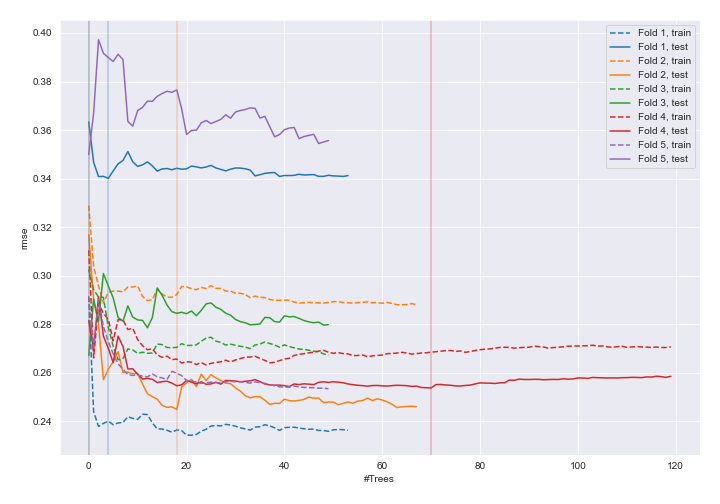 0.40
0.38
0.36
0.34
0.32
0.30
0.28
0.26
0.24
rmse
0
20
40
60
80
100
120
#Trees
Fold 1, train
Fold 1, test
Fold 2, train
Fold 2, test
Fold 3, train
Fold 3, test
Fold 4, train
Fold 4, test
Fold 5, train
Fold 5, test